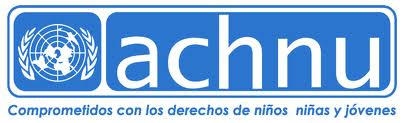 achnu
Comprometidos con los derechos de niños niñas y jóvenes